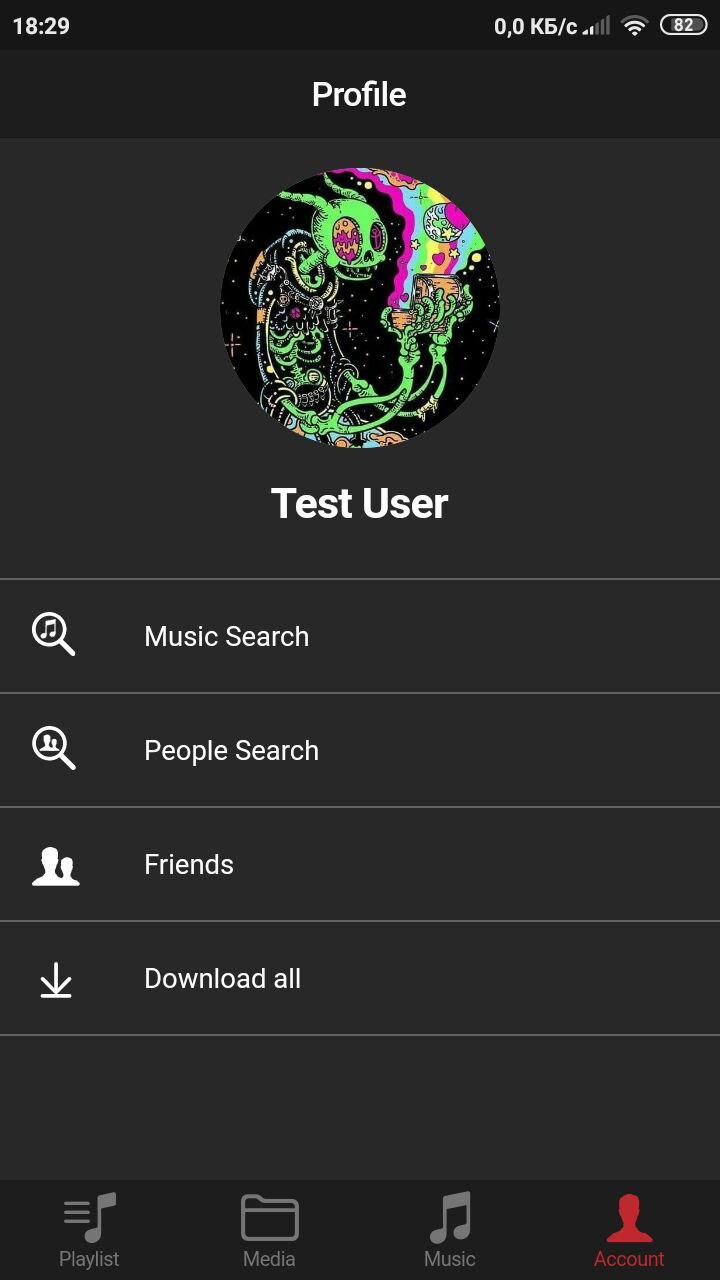 18:29 0,0 КБ/с 82
Profile
Test User
Music Search
People Search
Friends
Download all
Playlist Media Music Account